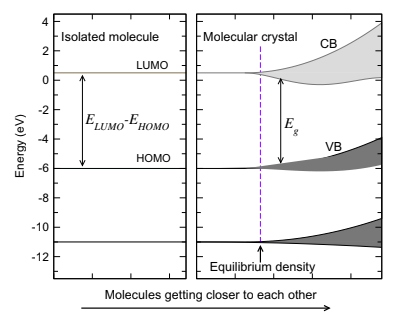 Isolated molecule
LUMO
E_LUMO-E_HOMO
HOMO
Molecular crystal
CB
E_g
VB
Equilibrium density
4
2
0
-2
-4
-6
-8
-10
-12
Energy (eV)
Molecules getting closer to each other